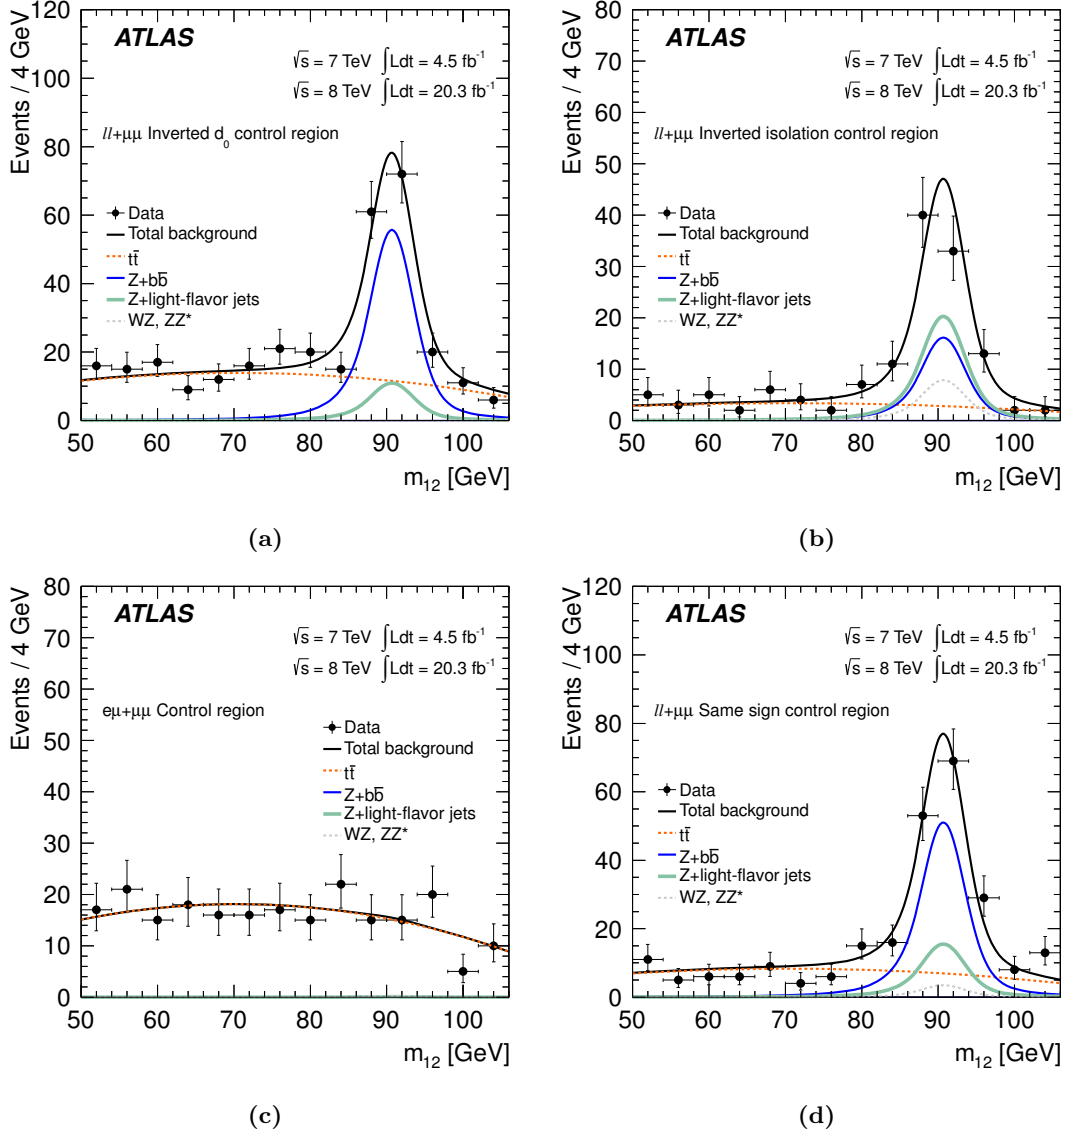 Events / 4 GeV
120
100
80
60
40
20
0
ATLAS
√s = 7 TeV ∫Ldt = 4.5 fb⁻¹
√s = 8 TeV ∫Ldt = 20.3 fb⁻¹
ll+μμ Inverted d₀ control region
Data
Total background
tt̄
Z+bb̄
Z+light-flavor jets
WZ, ZZ*
50 60 70 80 90 100
m₁₂ [GeV]
(a)
Events / 4 GeV
80
70
60
50
40
30
20
10
0
ATLAS
√s = 7 TeV ∫Ldt = 4.5 fb⁻¹
√s = 8 TeV ∫Ldt = 20.3 fb⁻¹
ll+μμ Inverted isolation control region
Data
Total background
tt̄
Z+bb̄
Z+light-flavor jets
WZ, ZZ*
50 60 70 80 90 100
m₁₂ [GeV]
(b)
Events / 4 GeV
80
70
60
50
40
30
20
10
0
ATLAS
√s = 7 TeV ∫Ldt = 4.5 fb⁻¹
√s = 8 TeV ∫Ldt = 20.3 fb⁻¹
eμ+μμ Control region
Data
Total background
tt̄
Z+bb̄
Z+light-flavor jets
WZ, ZZ*
50 60 70 80 90 100
m₁₂ [GeV]
(c)
Events / 4 GeV
120
100
80
60
40
20
0
ATLAS
√s = 7 TeV ∫Ldt = 4.5 fb⁻¹
√s = 8 TeV ∫Ldt = 20.3 fb⁻¹
ll+μμ Same sign control region
Data
Total background
tt̄
Z+bb̄
Z+light-flavor jets
WZ, ZZ*
50 60 70 80 90 100
m₁₂ [GeV]
(d)